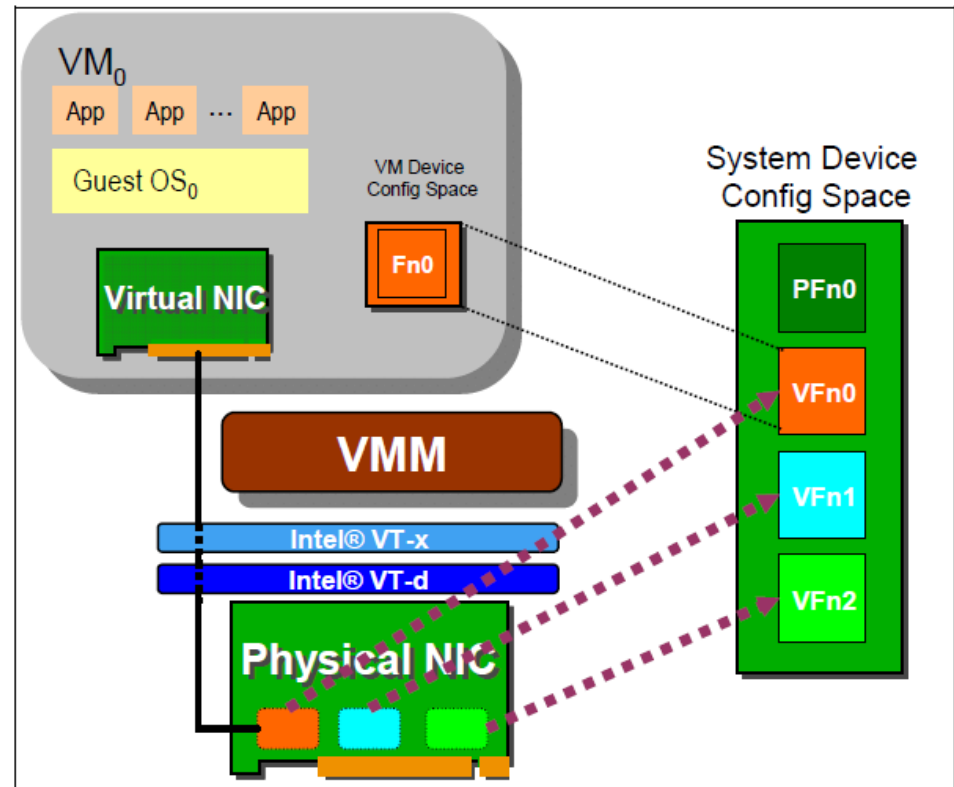 VM₀
App App ... App
Guest OS₀
VM Device
Config Space
Fn0
Virtual NIC
System Device
Config Space
PFn0
VFn0
VFn1
VFn2
VMM
Intel® VT-x
Intel® VT-d
Physical NIC